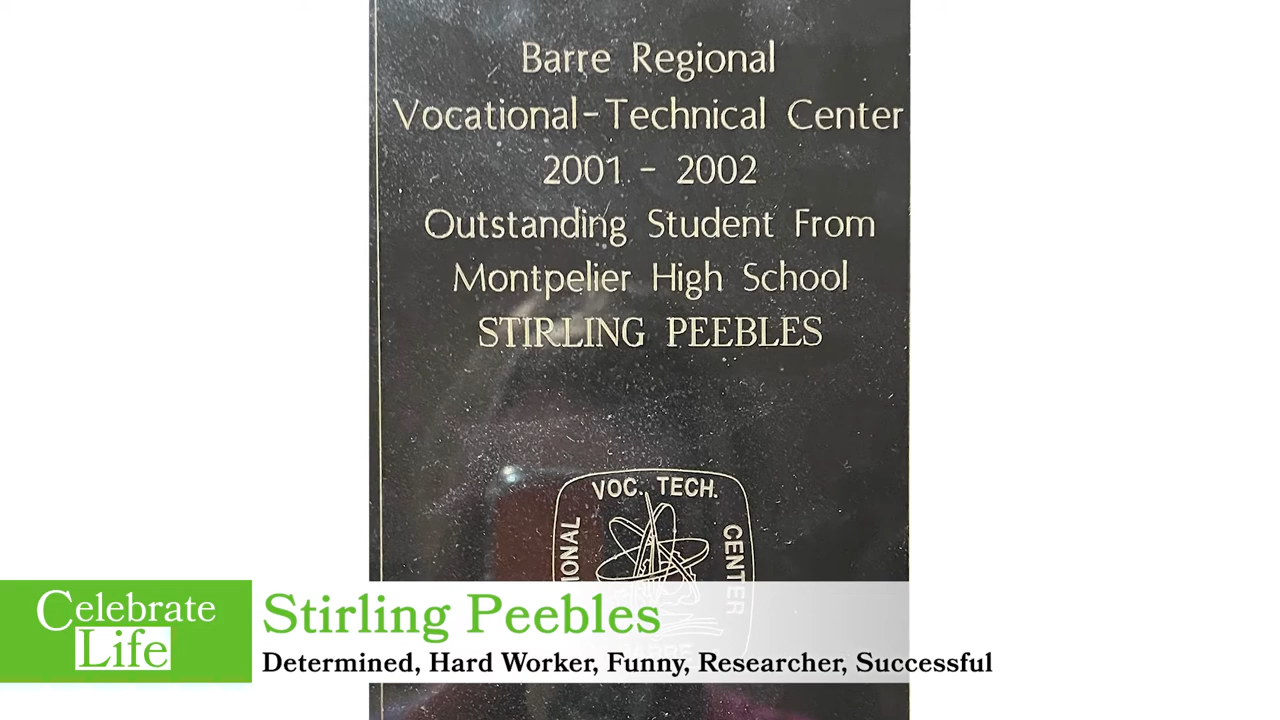 Barre Regional
Vocational-Technical Center
2001 - 2002
Outstanding Student From
Montpelier High School
STIRLING PEEBLES
VOC. TECH.
CENTER
Celebrate
Life
Stirling Peebles
Determined, Hard Worker, Funny, Researcher, Successful